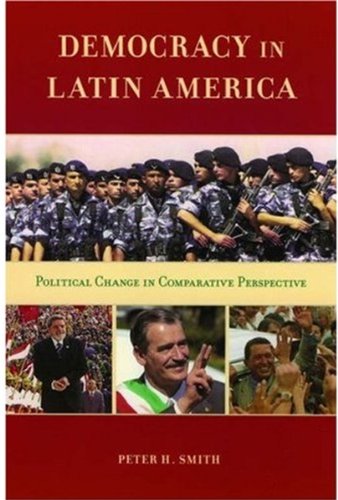 DEMOCRACY IN
LATIN AMERICA
POLITICAL CHANGE IN COMPARATIVE PERSPECTIVE
PETER H. SMITH